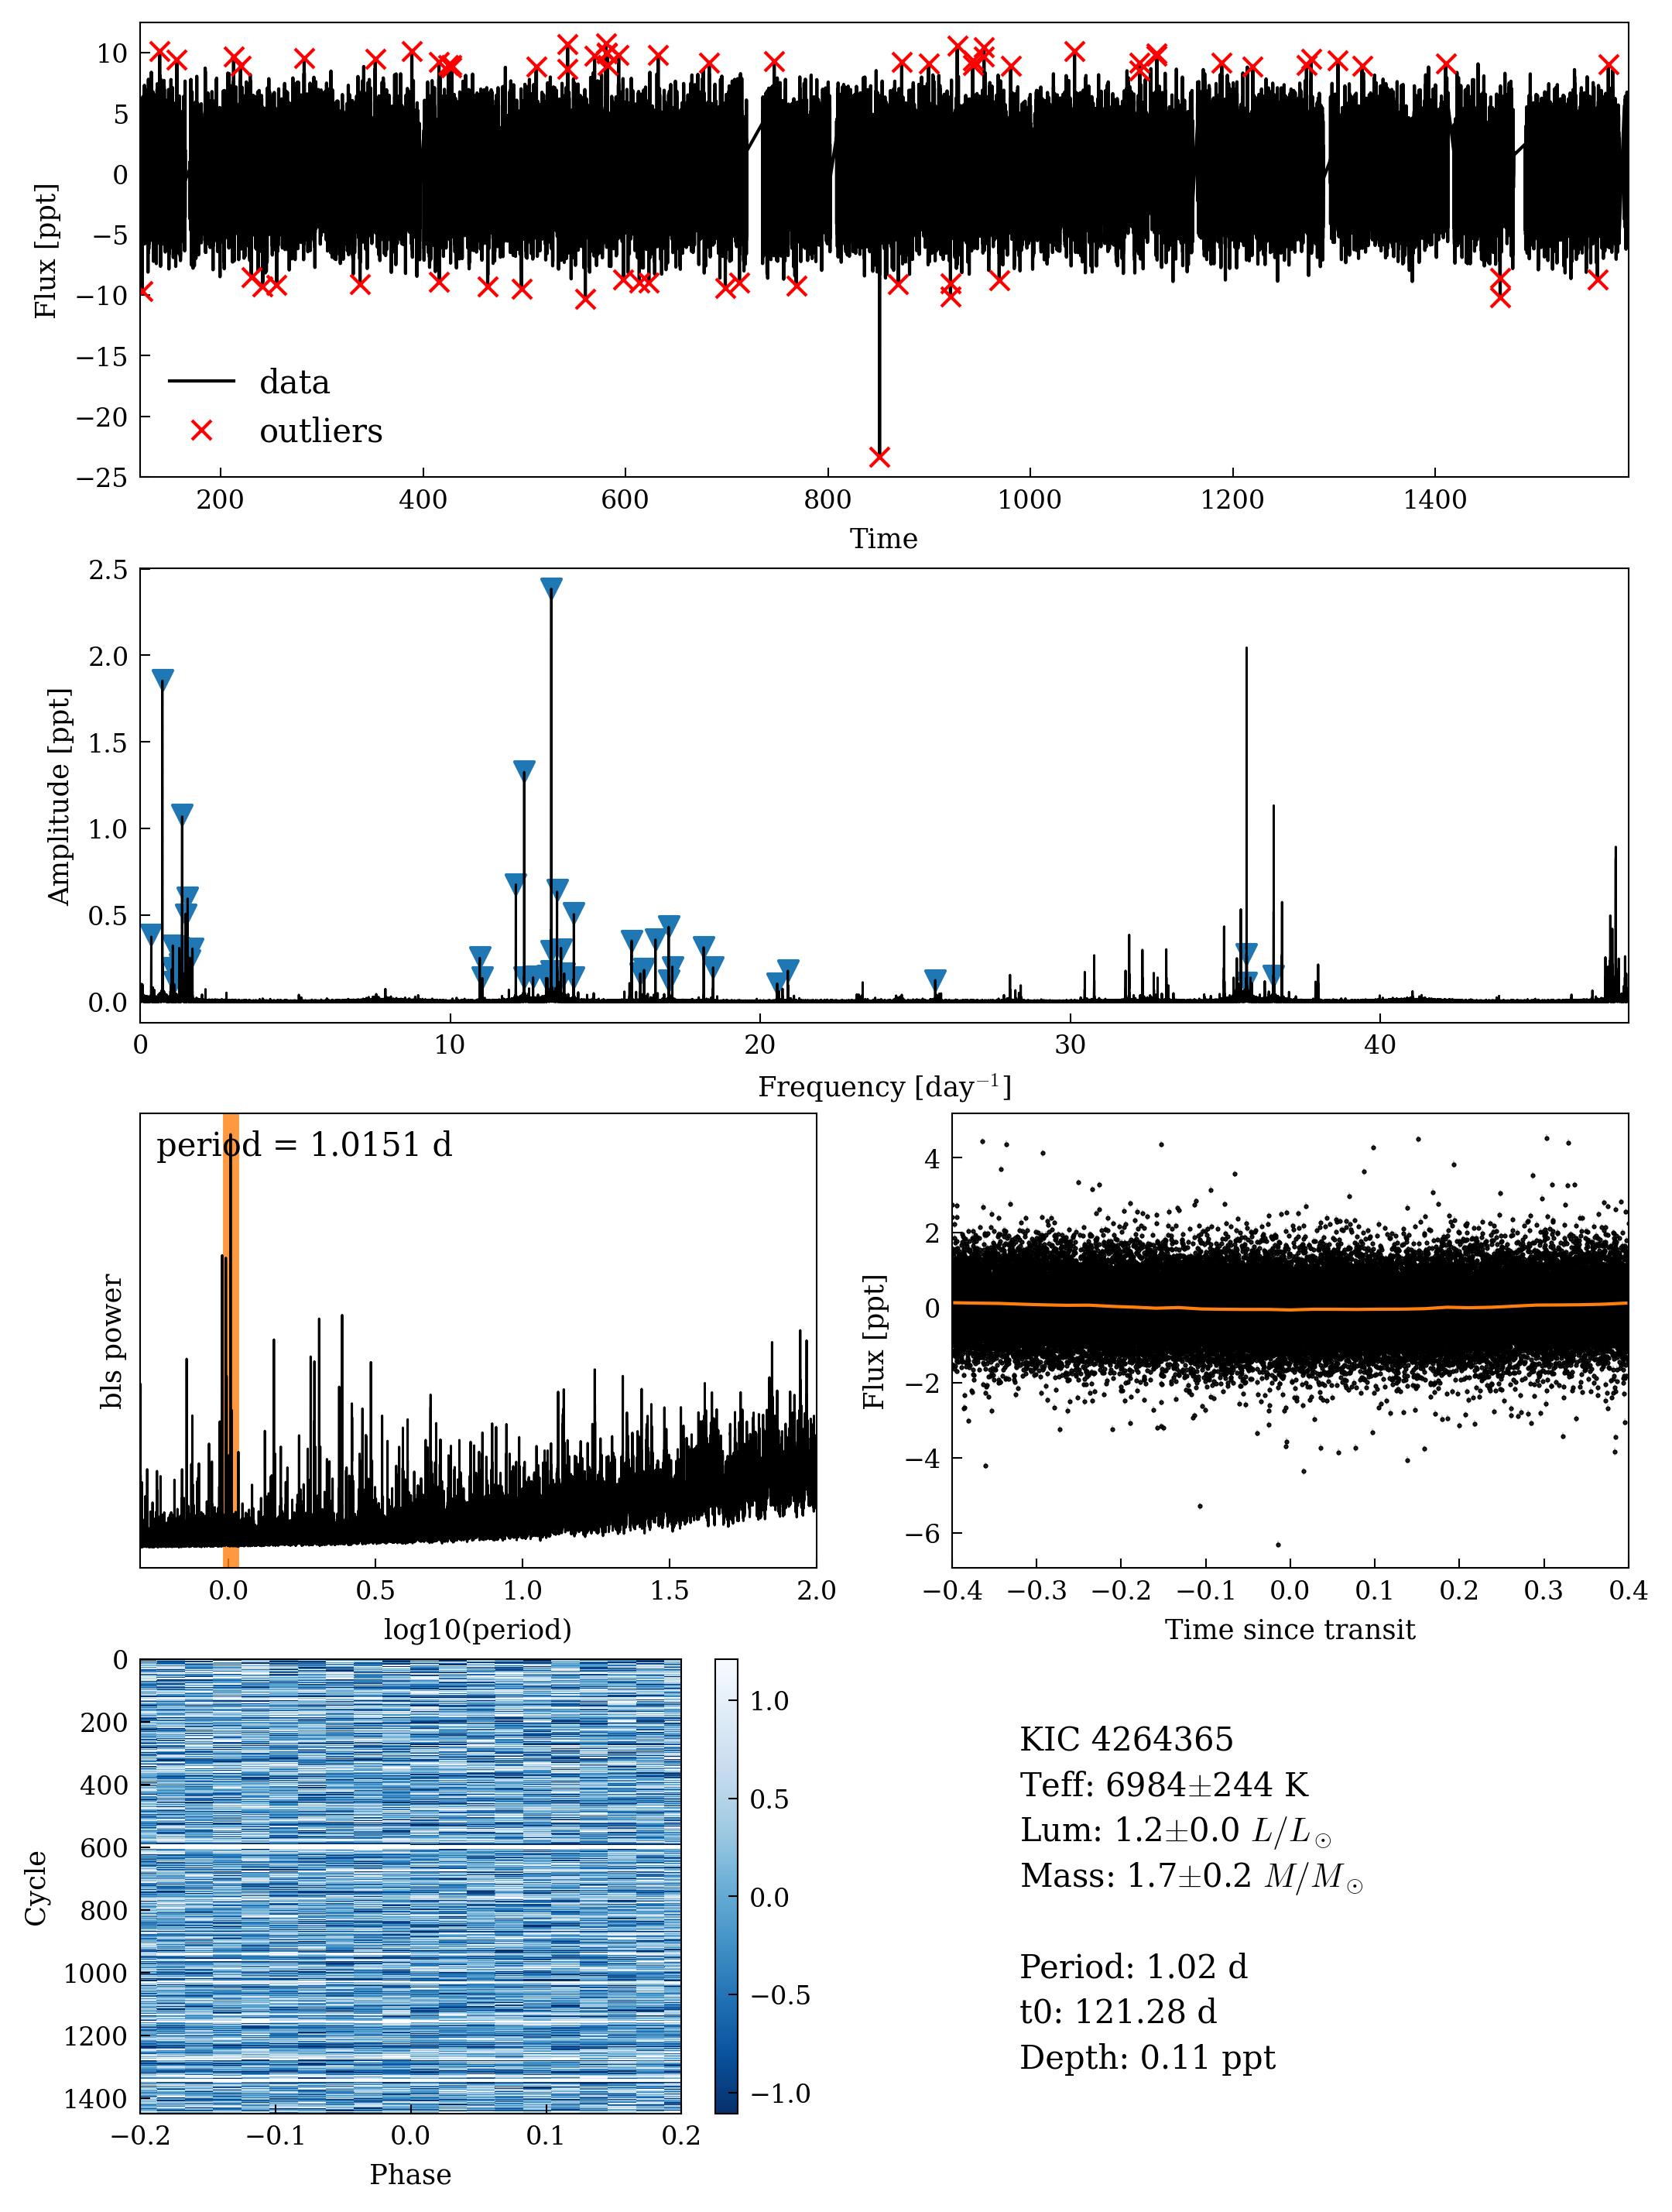 10
5
0
−5
−10
−15
−20
−25
Flux [ppt]
data
outliers
200 400 600 800 1000 1200 1400
Time
2.5
2.0
1.5
1.0
0.5
0.0
Amplitude [ppt]
0 10 20 30 40
Frequency [day⁻¹]
period = 1.0151 d
bls power
0.0 0.5 1.0 1.5 2.0
log10(period)
4
2
0
−2
−4
−6
Flux [ppt]
−0.4 −0.3 −0.2 −0.1 0.0 0.1 0.2 0.3 0.4
Time since transit
0
200
400
600
800
1000
1200
1400
Cycle
−0.2 −0.1 0.0 0.1 0.2
Phase
1.0
0.5
0.0
−0.5
−1.0
KIC 4264365
Teff: 6984±244 K
Lum: 1.2±0.0 L/L☉
Mass: 1.7±0.2 M/M☉
Period: 1.02 d
t0: 121.28 d
Depth: 0.11 ppt